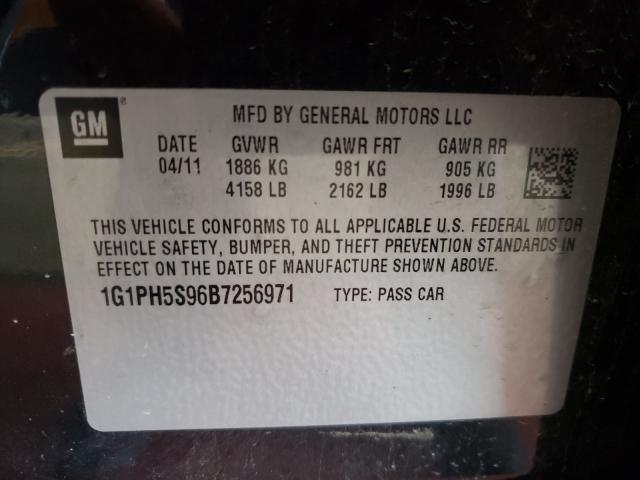 GM
MFD BY GENERAL MOTORS LLC
DATE GVWR GAWR FRT GAWR RR
04/11 1886 KG 981 KG 905 KG
4158 LB 2162 LB 1996 LB
THIS VEHICLE CONFORMS TO ALL APPLICABLE U.S. FEDERAL MOTOR
VEHICLE SAFETY, BUMPER, AND THEFT PREVENTION STANDARDS IN
EFFECT ON THE DATE OF MANUFACTURE SHOWN ABOVE.
1G1PH5S96B7256971 TYPE: PASS CAR